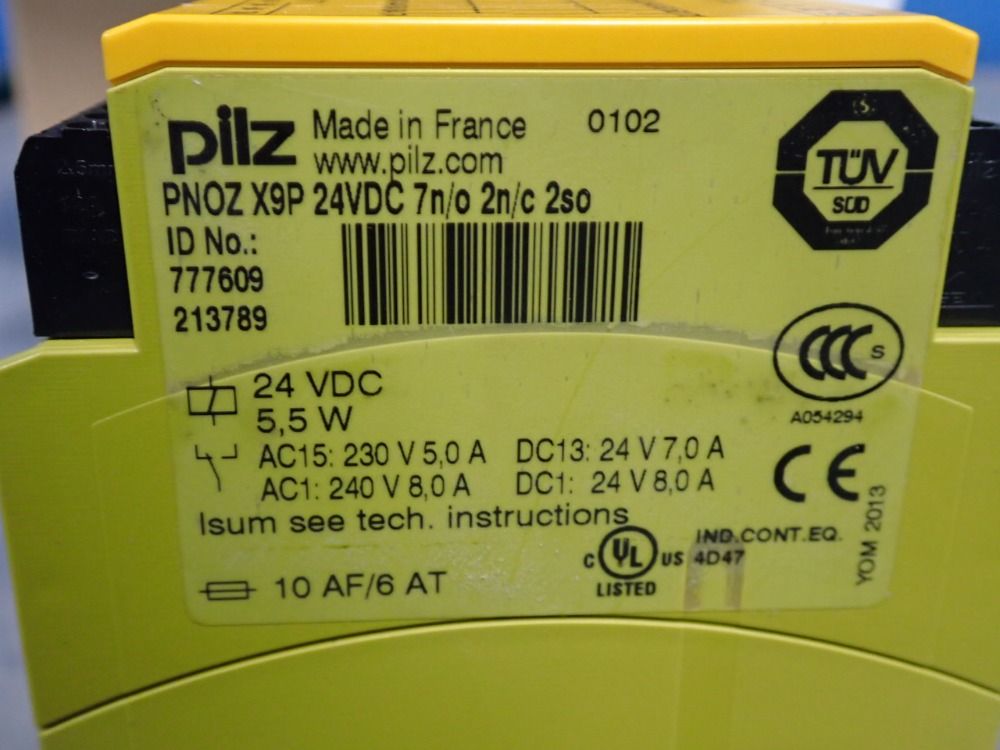 pilz Made in France 0102
www.pilz.com
PNOZ X9P 24VDC 7n/o 2n/c 2so
ID No.:
777609
213789
TÜV
SÜD
S
A054294
24 VDC
5,5 W
AC15: 230 V 5,0 A DC13: 24 V 7,0 A
AC1: 240 V 8,0 A DC1: 24 V 8,0 A
Isum see tech. instructions
CE
YOM 2013
C UL US
LISTED
IND.CONT.EQ.
4D47
10 AF/6 AT